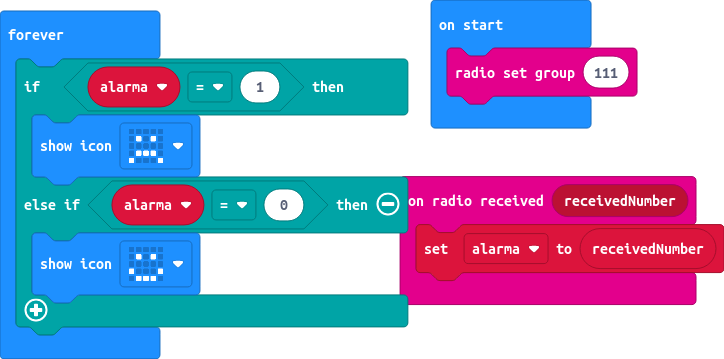 forever
if alarma = 1 then
show icon
else if alarma = 0 then
show icon
on start
radio set group 111
on radio received receivedNumber
set alarma to receivedNumber